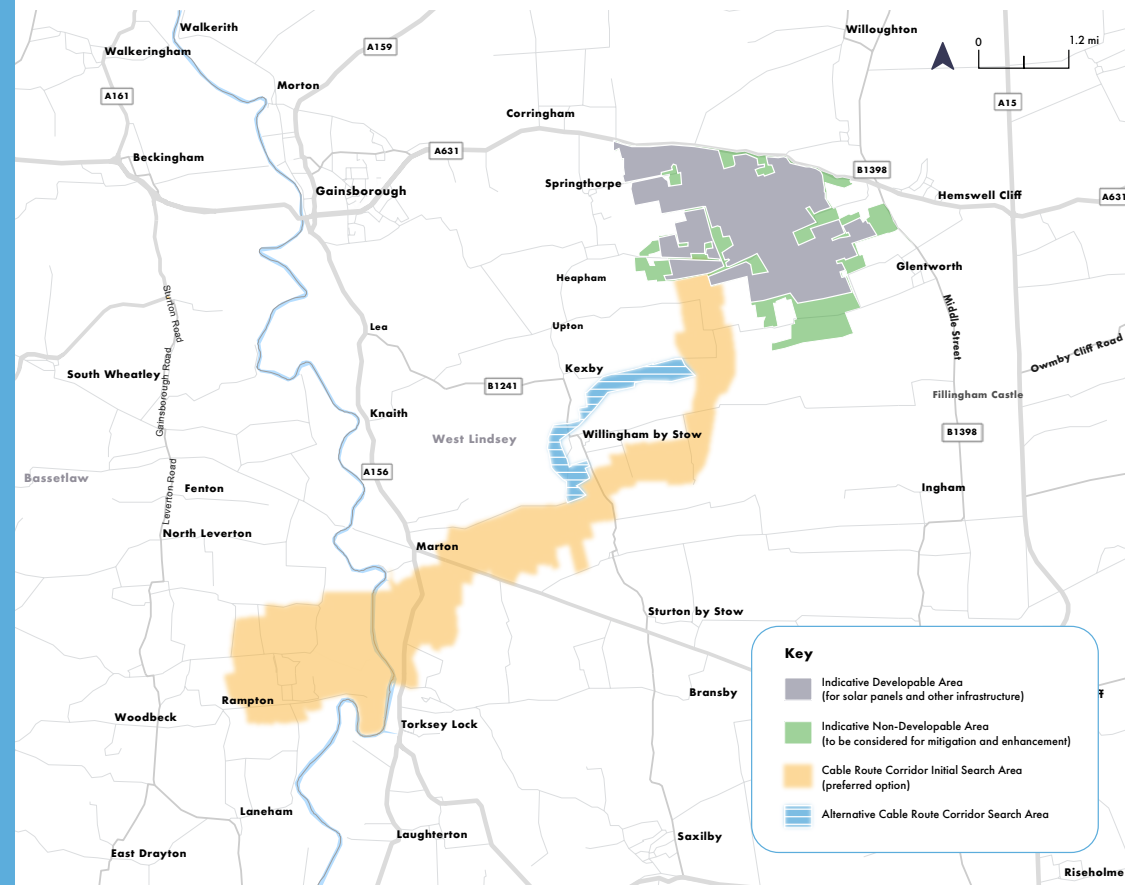 Walkerith
Willoughton
Walkeringham
A159
0
1.2 mi
Morton
A161
A15
Corringham
A631
Beckingham
B1398
Springthorpe
Gainsborough
Hemswell Cliff
A631
Glentworth
Heapham
Sturton Road
Middle Street
Lea
Upton
Owmby Cliff Road
South Wheatley
Kexby
B1241
Gainsborough Road
Fillingham Castle
Knaith
West Lindsey
Willingham by Stow
B1398
Bassetlaw
A156
Fenton
Leverton Road
Ingham
North Leverton
Marton
Sturton by Stow
Key
Indicative Developable Area
(for solar panels and other infrastructure)
Rampton
Bransby
Woodbeck
Torksey Lock
Indicative Non-Developable Area
(to be considered for mitigation and enhancement)
Cable Route Corridor Initial Search Area
(preferred option)
Laneham
Alternative Cable Route Corridor Search Area
Laughterton
Saxilby
East Drayton
Riseholme